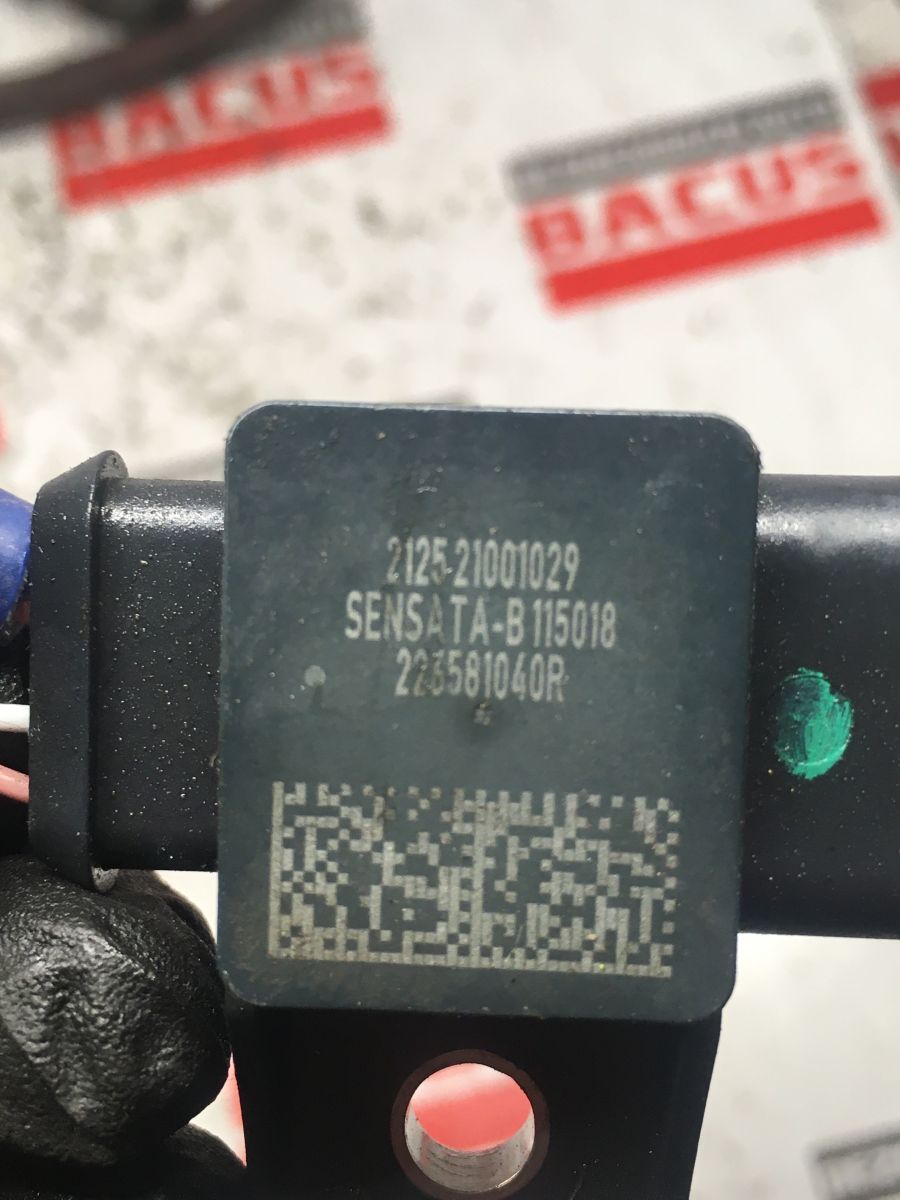 BACUS
BACUS
2125 21001029
SENSATA-B 115018
223581040R